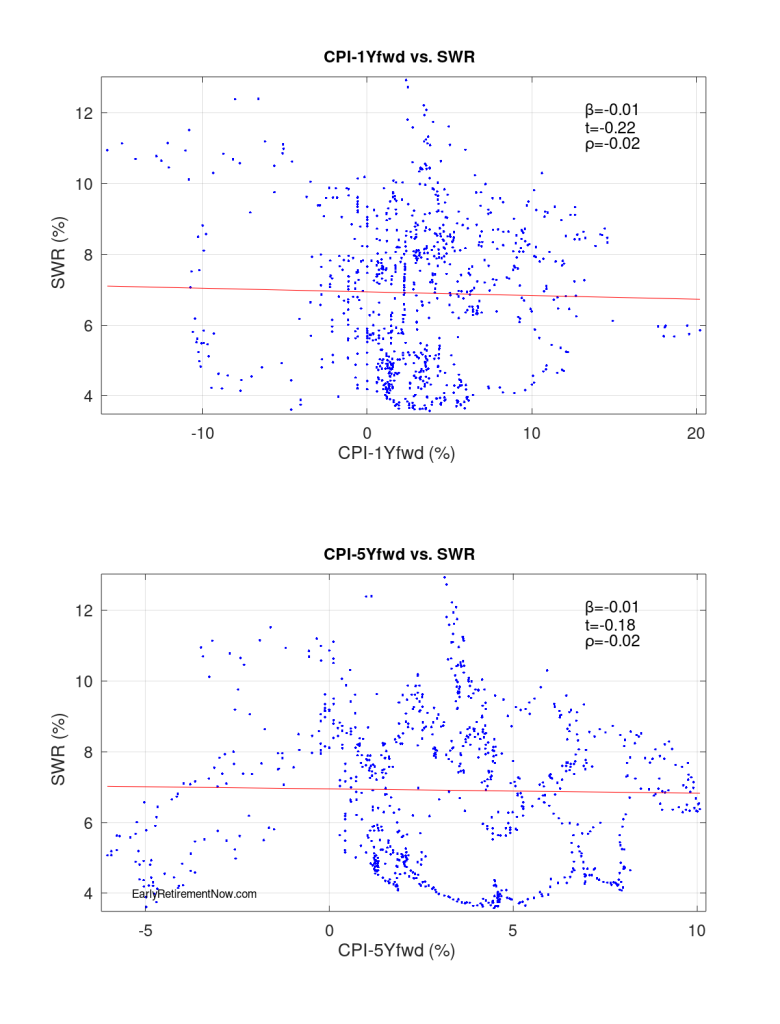 CPI-1Yfwd vs. SWR
β=-0.01
t=-0.22
ρ=-0.02
12
10
8
6
4
SWR (%)
-10 0 10 20
CPI-1Yfwd (%)
CPI-5Yfwd vs. SWR
β=-0.01
t=-0.18
ρ=-0.02
12
10
8
6
4
SWR (%)
EarlyRetirementNow.com
-5 0 5 10
CPI-5Yfwd (%)